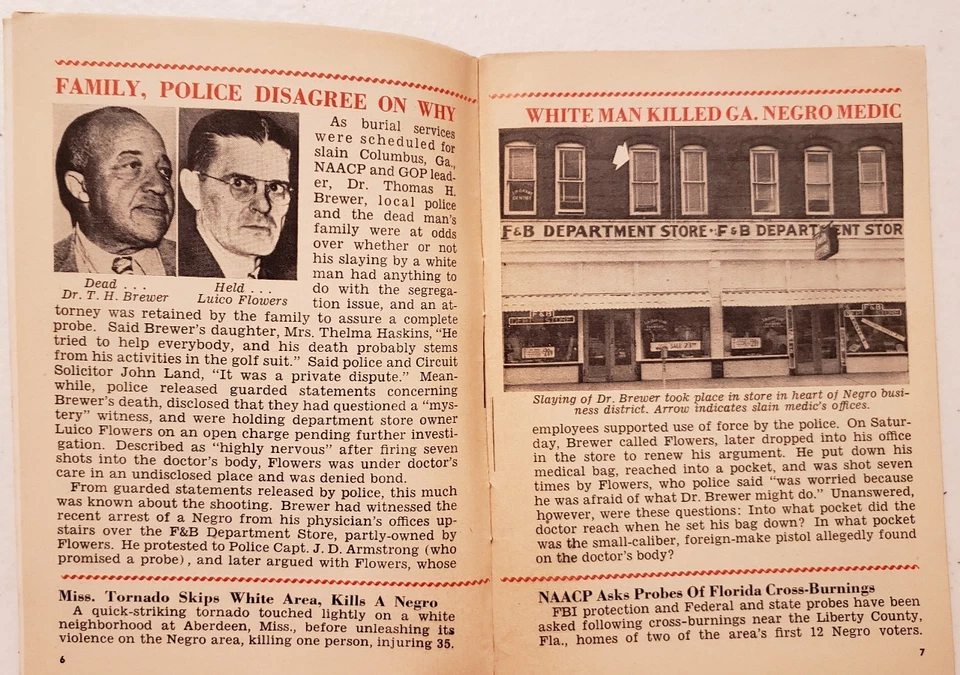 FAMILY, POLICE DISAGREE ON WHY
As burial services
were scheduled for
slain Columbus, Ga.,
NAACP and GOP lead-
er, Dr. Thomas H.
Brewer, local police
and the dead man's
family were at odds
over whether or not
his slaying by a white
man had anything to
do with the segrega-
tion issue, and an at-
Dead . . .
Dr. T. H. Brewer
Held . . .
Luico Flowers
torney was retained by the family to assure a complete
probe. Said Brewer's daughter, Mrs. Thelma Haskins, "He
tried to help everybody, and his death probably stems
from his activities in the golf suit." Said police and Circuit
Solicitor John Land, "It was a private dispute." Mean-
while, police released guarded statements concerning
Brewer's death, disclosed that they had questioned a "mys-
tery" witness, and were holding department store owner
Luico Flowers on an open charge pending further investi-
gation. Described as "highly nervous" after firing seven
shots into the doctor's body, Flowers was under doctor's
care in an undisclosed place and was denied bond.
From guarded statements released by police, this much
was known about the shooting. Brewer had witnessed the
recent arrest of a Negro from his physician's offices up-
stairs over the F&B Department Store, partly-owned by
Flowers. He protested to Police Capt. J. D. Armstrong (who
promised a probe), and later argued with Flowers, whose
Miss. Tornado Skips White Area, Kills A Negro
A quick-striking tornado touched lightly on a white
neighborhood at Aberdeen, Miss., before unleashing its
violence on the Negro area, killing one person, injuring 35.
6
WHITE MAN KILLED GA. NEGRO MEDIC
DENTIST
F&B DEPARTMENT STORE · F&B DEPARTMENT STOR
F&B
F&B
SALE
Slaying of Dr. Brewer took place in store in heart of Negro busi-
ness district. Arrow indicates slain medic's offices.
employees supported use of force by the police. On Satur-
day, Brewer called Flowers, later dropped into his office
in the store to renew his argument. He put down his
medical bag, reached into a pocket, and was shot seven
times by Flowers, who police said "was worried because
he was afraid of what Dr. Brewer might do." Unanswered,
however, were these questions: Into what pocket did the
doctor reach when he set his bag down? In what pocket
was the small-caliber, foreign-make pistol allegedly found
on the doctor's body?
NAACP Asks Probes Of Florida Cross-Burnings
FBI protection and Federal and state probes have been
asked following cross-burnings near the Liberty County,
Fla., homes of two of the area's first 12 Negro voters.
7